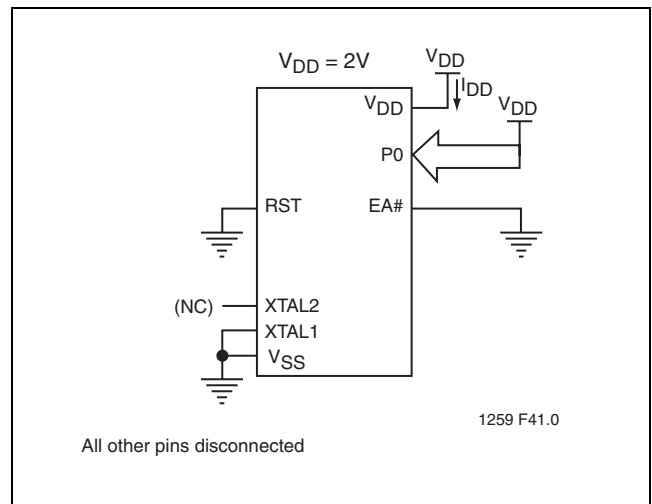 VDD = 2V
VDD
IDD
VDD
VDD
P0
RST
EA#
(NC)
XTAL2
XTAL1
VSS
1259 F41.0
All other pins disconnected